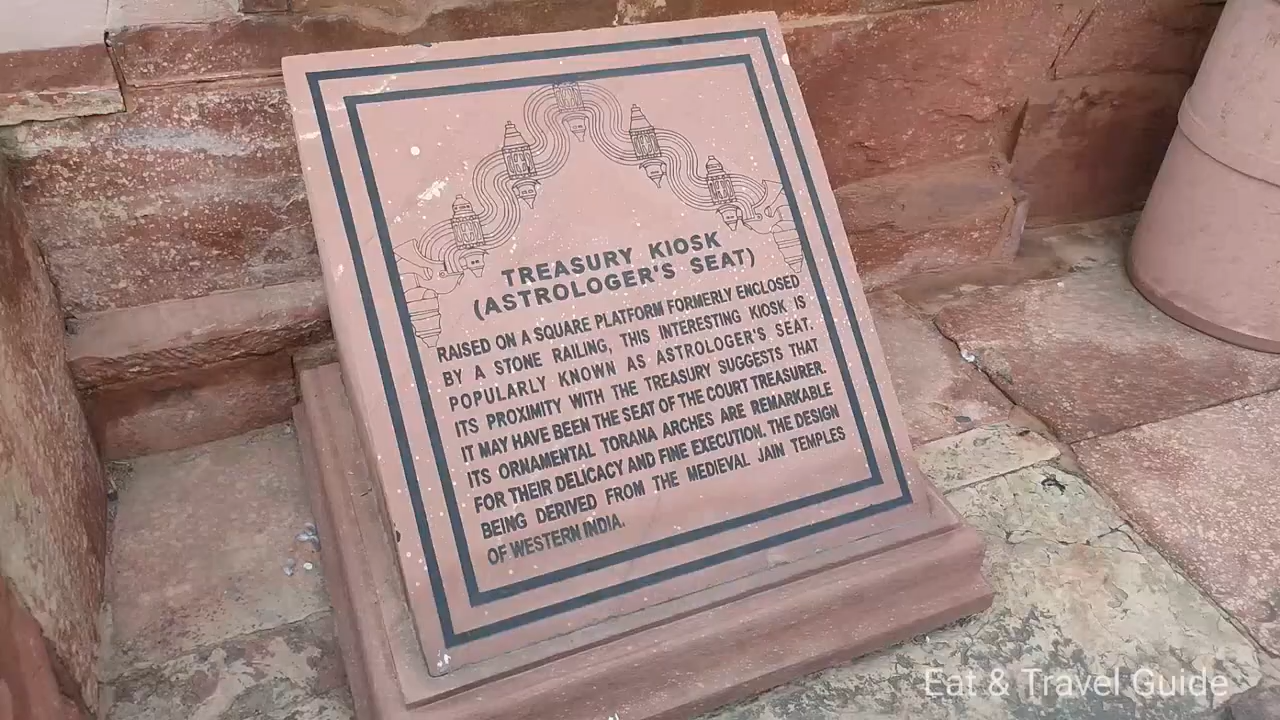 TREASURY KIOSK
(ASTROLOGER'S SEAT)
RAISED ON A SQUARE PLATFORM FORMERLY ENCLOSED
BY A STONE RAILING, THIS INTERESTING KIOSK IS
POPULARLY KNOWN AS ASTROLOGER'S SEAT.
ITS PROXIMITY WITH THE TREASURY SUGGESTS THAT
IT MAY HAVE BEEN THE SEAT OF THE COURT TREASURER.
ITS ORNAMENTAL TORANA ARCHES ARE REMARKABLE
FOR THEIR DELICACY AND FINE EXECUTION. THE DESIGN
BEING DERIVED FROM THE MEDIEVAL JAIN TEMPLES
OF WESTERN INDIA.
Eat & Travel Guide